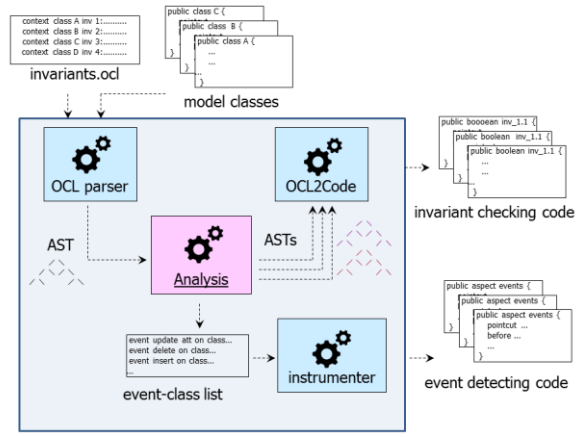 context class A inv 1:..........
context class B inv 2:..........
context class C inv 3:..........
context class D inv 4:..........
invariants.ocl
public class C {
public class B {
public class A {
...
...
...
}
}
}
model classes
OCL parser
OCL2Code
AST
Analysis
ASTs
public boooean inv_1.1 {
public boolean inv_1.1 {
public boolean inv_1.1 {
...
...
...
}
}
}
invariant checking code
event update att on class...
event delete on class...
event insert on class...
...
event-class list
instrumenter
public aspect events {
public aspect events {
public aspect events {
pointcut ...
before ...
...
}
}
}
event detecting code